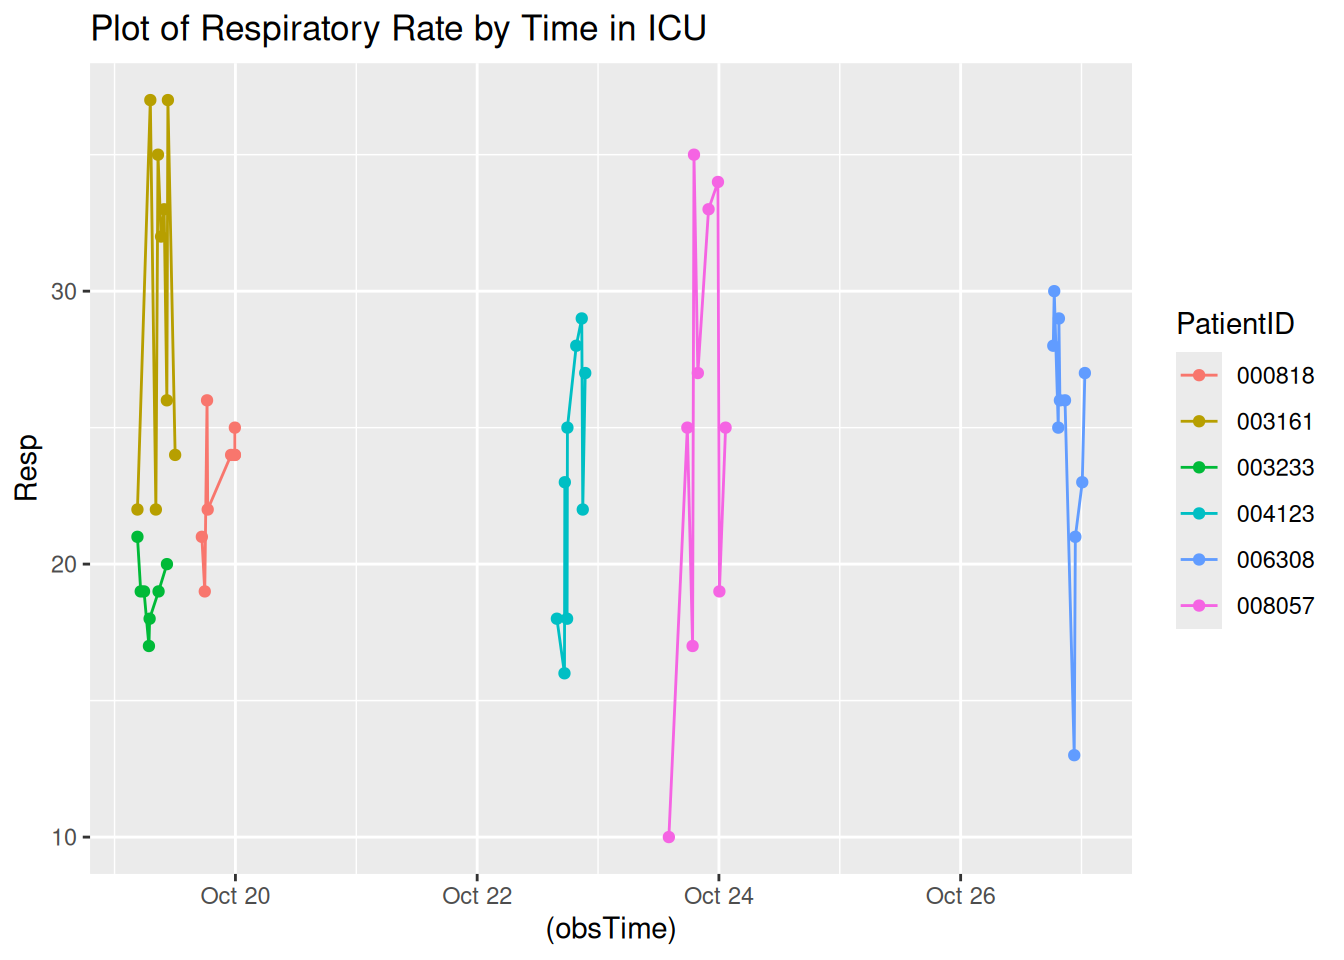 Plot of Respiratory Rate by Time in ICU
Resp
30
20
10
Oct 20
Oct 22
Oct 24
Oct 26
(obsTime)
PatientID
000818
003161
003233
004123
006308
008057